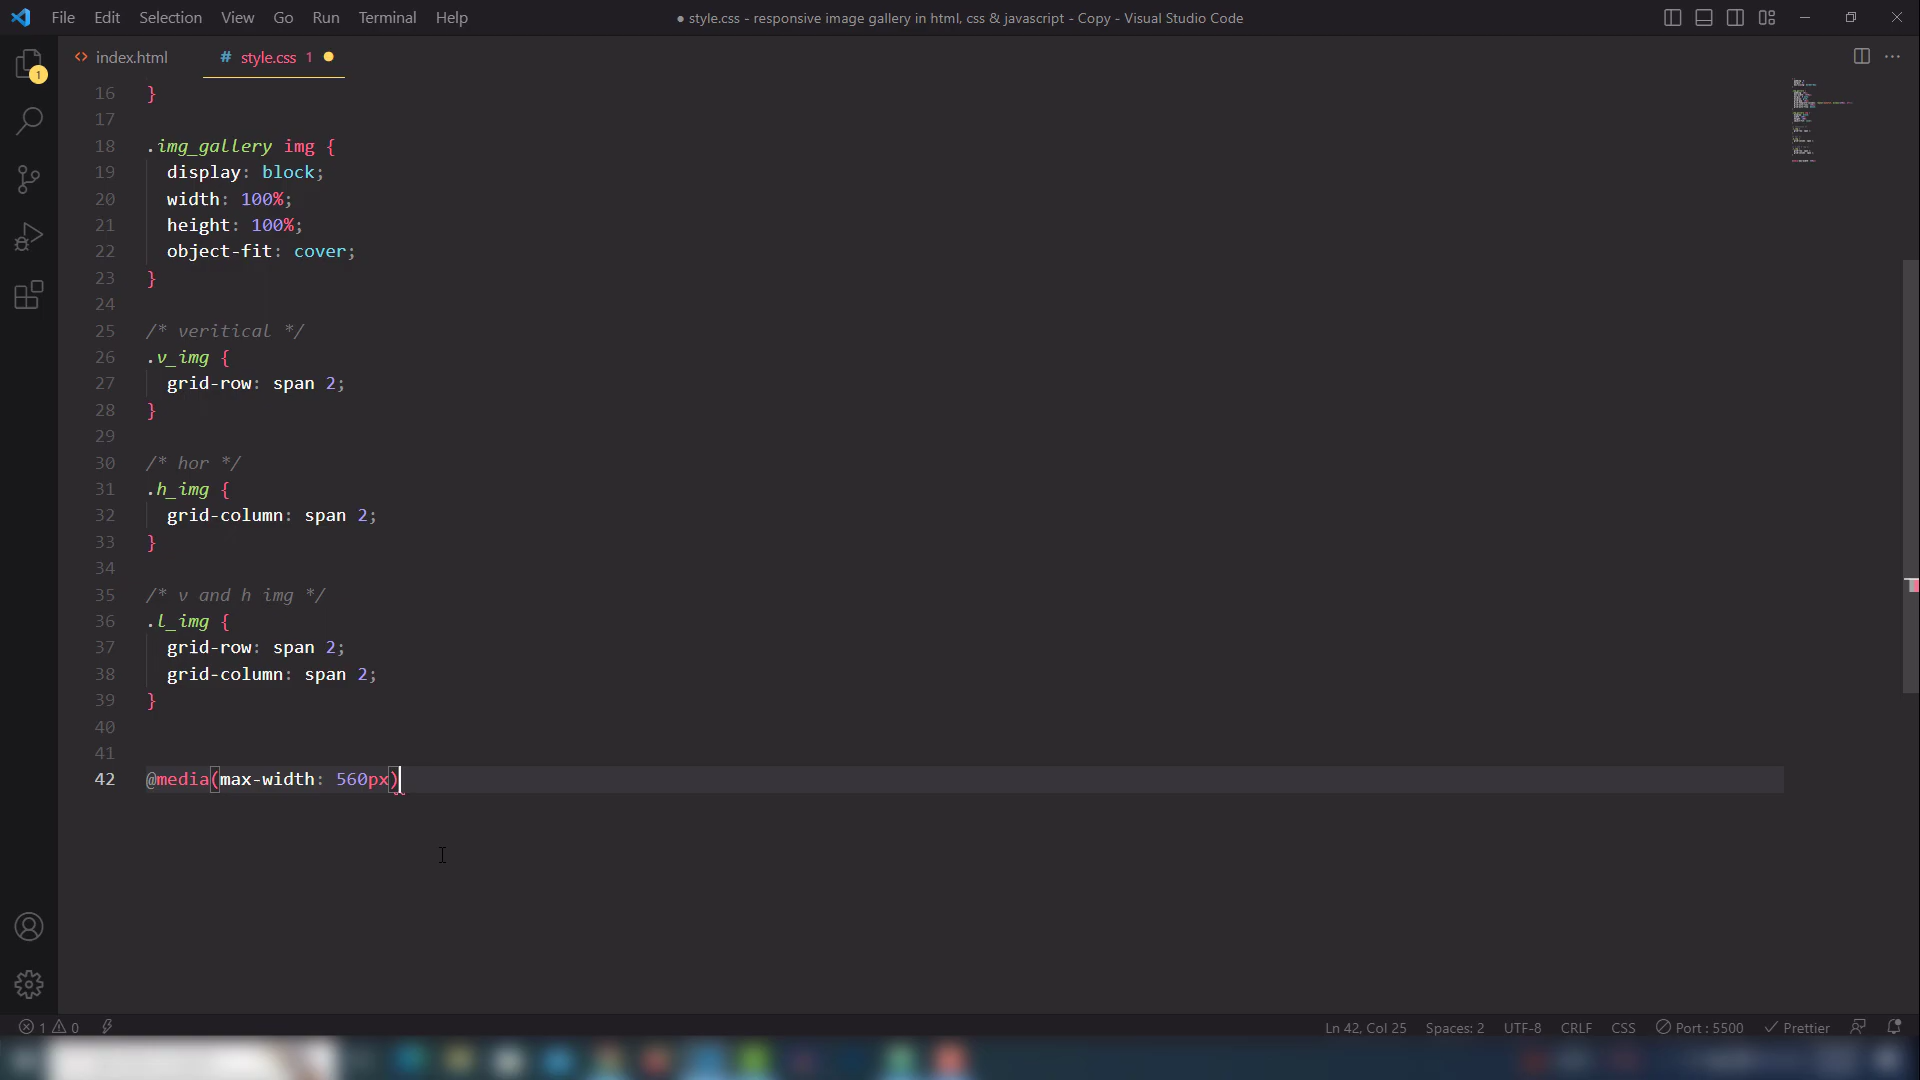 File Edit Selection View Go Run Terminal Help
● style.css - responsive image gallery in html, css & javascript - Copy - Visual Studio Code
1
<> index.html
# style.css 1
16 }
17
18 .img_gallery img {
19 display: block;
20 width: 100%;
21 height: 100%;
22 object-fit: cover;
23 }
24
25 /* veritical */
26 .v_img {
27 grid-row: span 2;
28 }
29
30 /* hor */
31 .h_img {
32 grid-column: span 2;
33 }
34
35 /* v and h img */
36 .l_img {
37 grid-row: span 2;
38 grid-column: span 2;
39 }
40
41
42 @media(max-width: 560px)
1 0
Ln 42, Col 25 Spaces: 2 UTF-8 CRLF CSS Port : 5500 Prettier